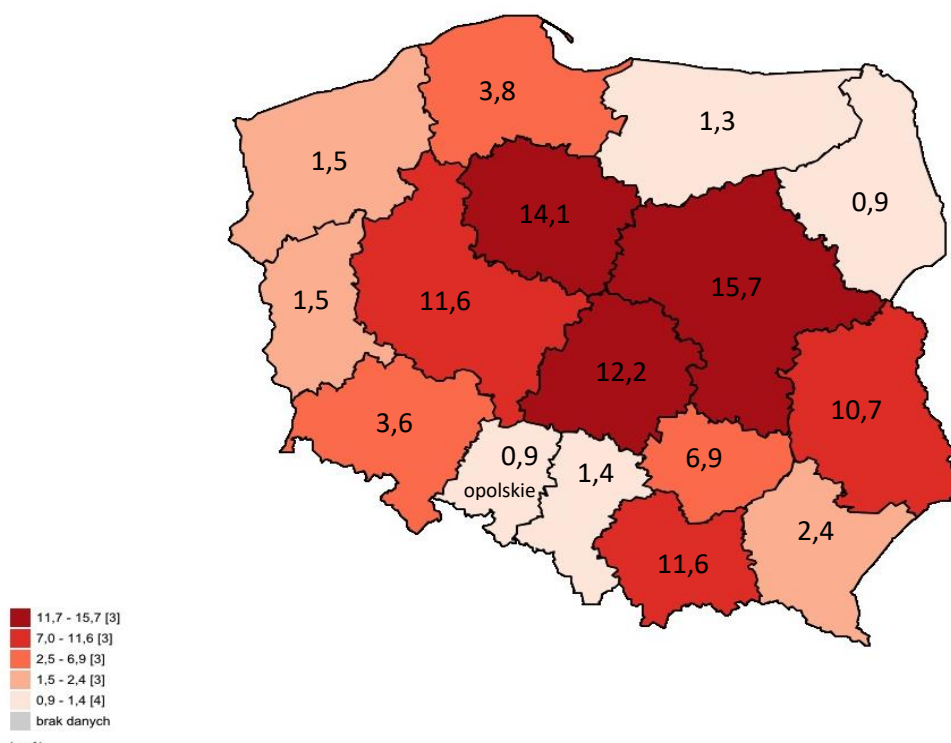 3,8
1,3
1,5
0,9
14,1
15,7
1,5
11,6
12,2
10,7
3,6
0,9
opolskie
1,4
6,9
2,4
11,6
11,7 - 15,7 [3]
7,0 - 11,6 [3]
2,5 - 6,9 [3]
1,5 - 2,4 [3]
0,9 - 1,4 [4]
brak danych